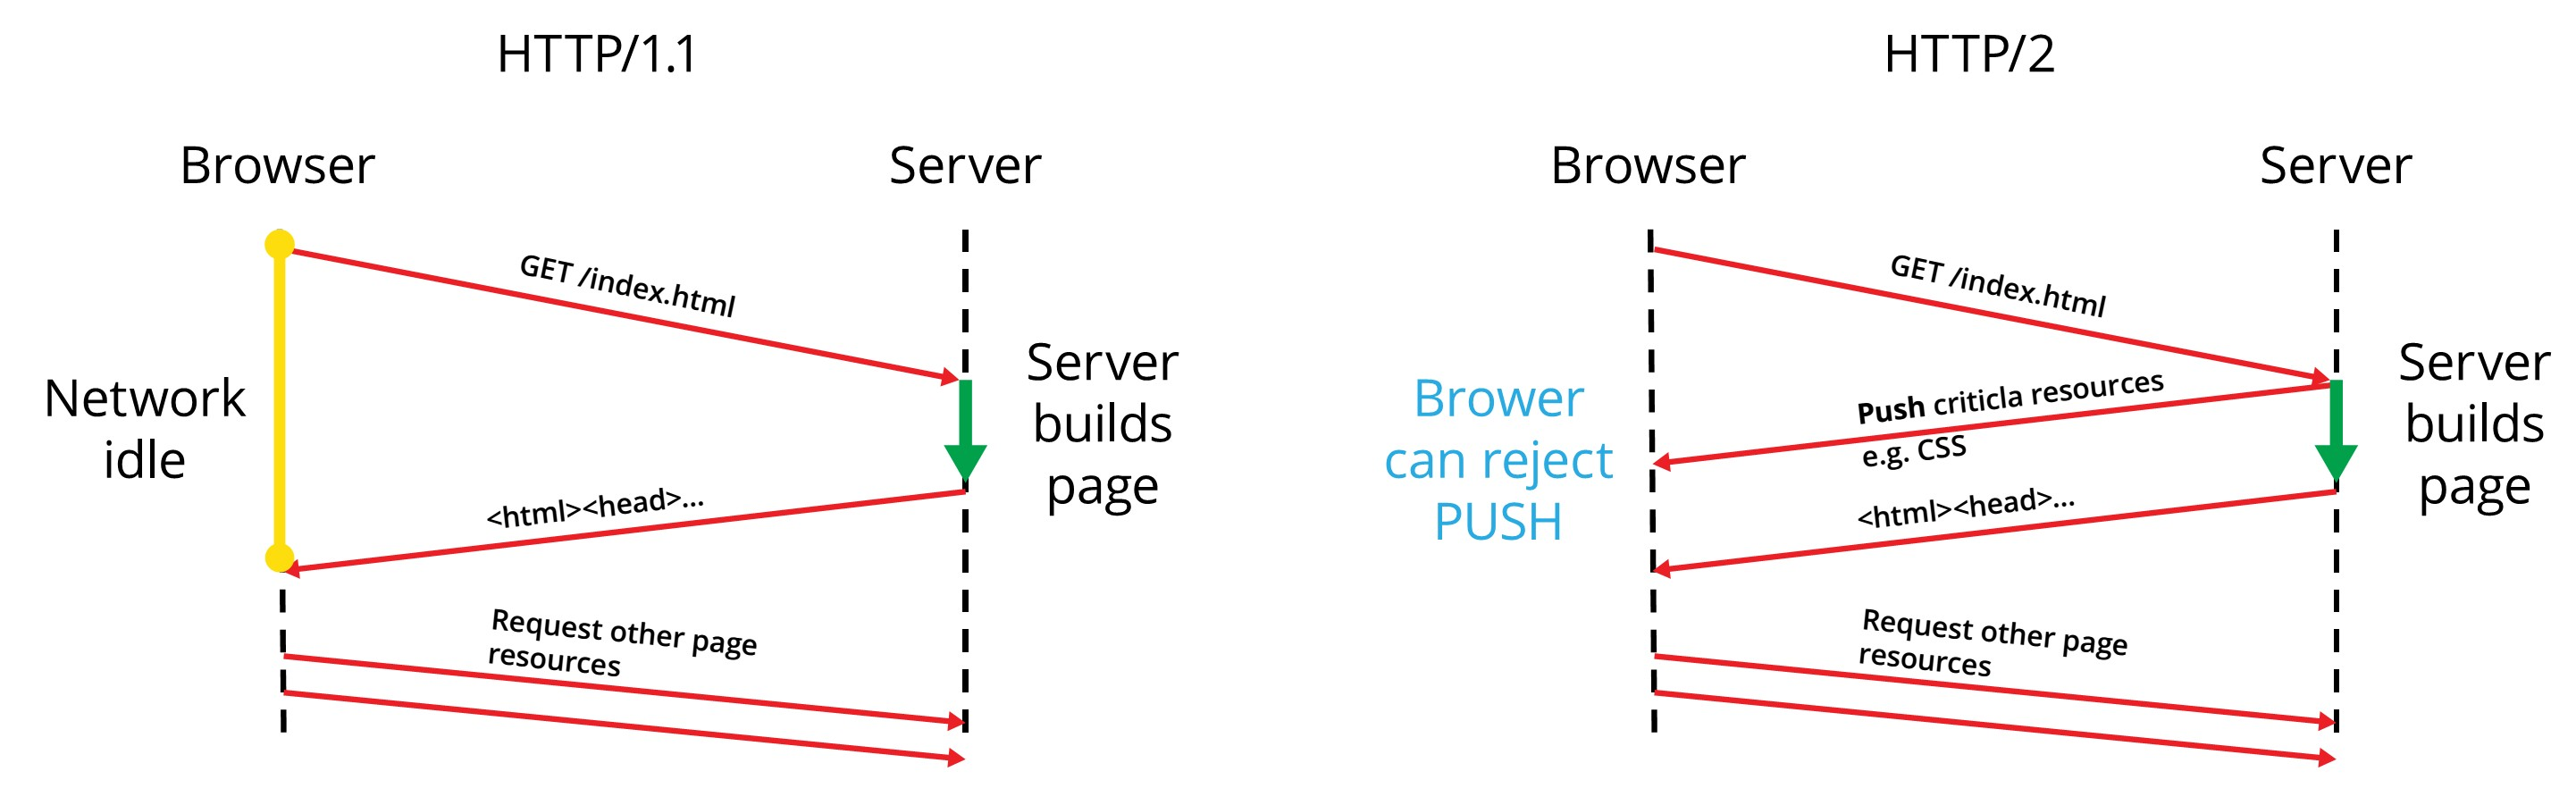 HTTP/1.1
Browser
Server
GET /index.html
Network
idle
Server
builds
page
<html><head>...
Request other page
resources
HTTP/2
Browser
Server
GET /index.html
Push criticla resources
e.g. CSS
Brower
can reject
PUSH
Server
builds
page
<html><head>...
Request other page
resources